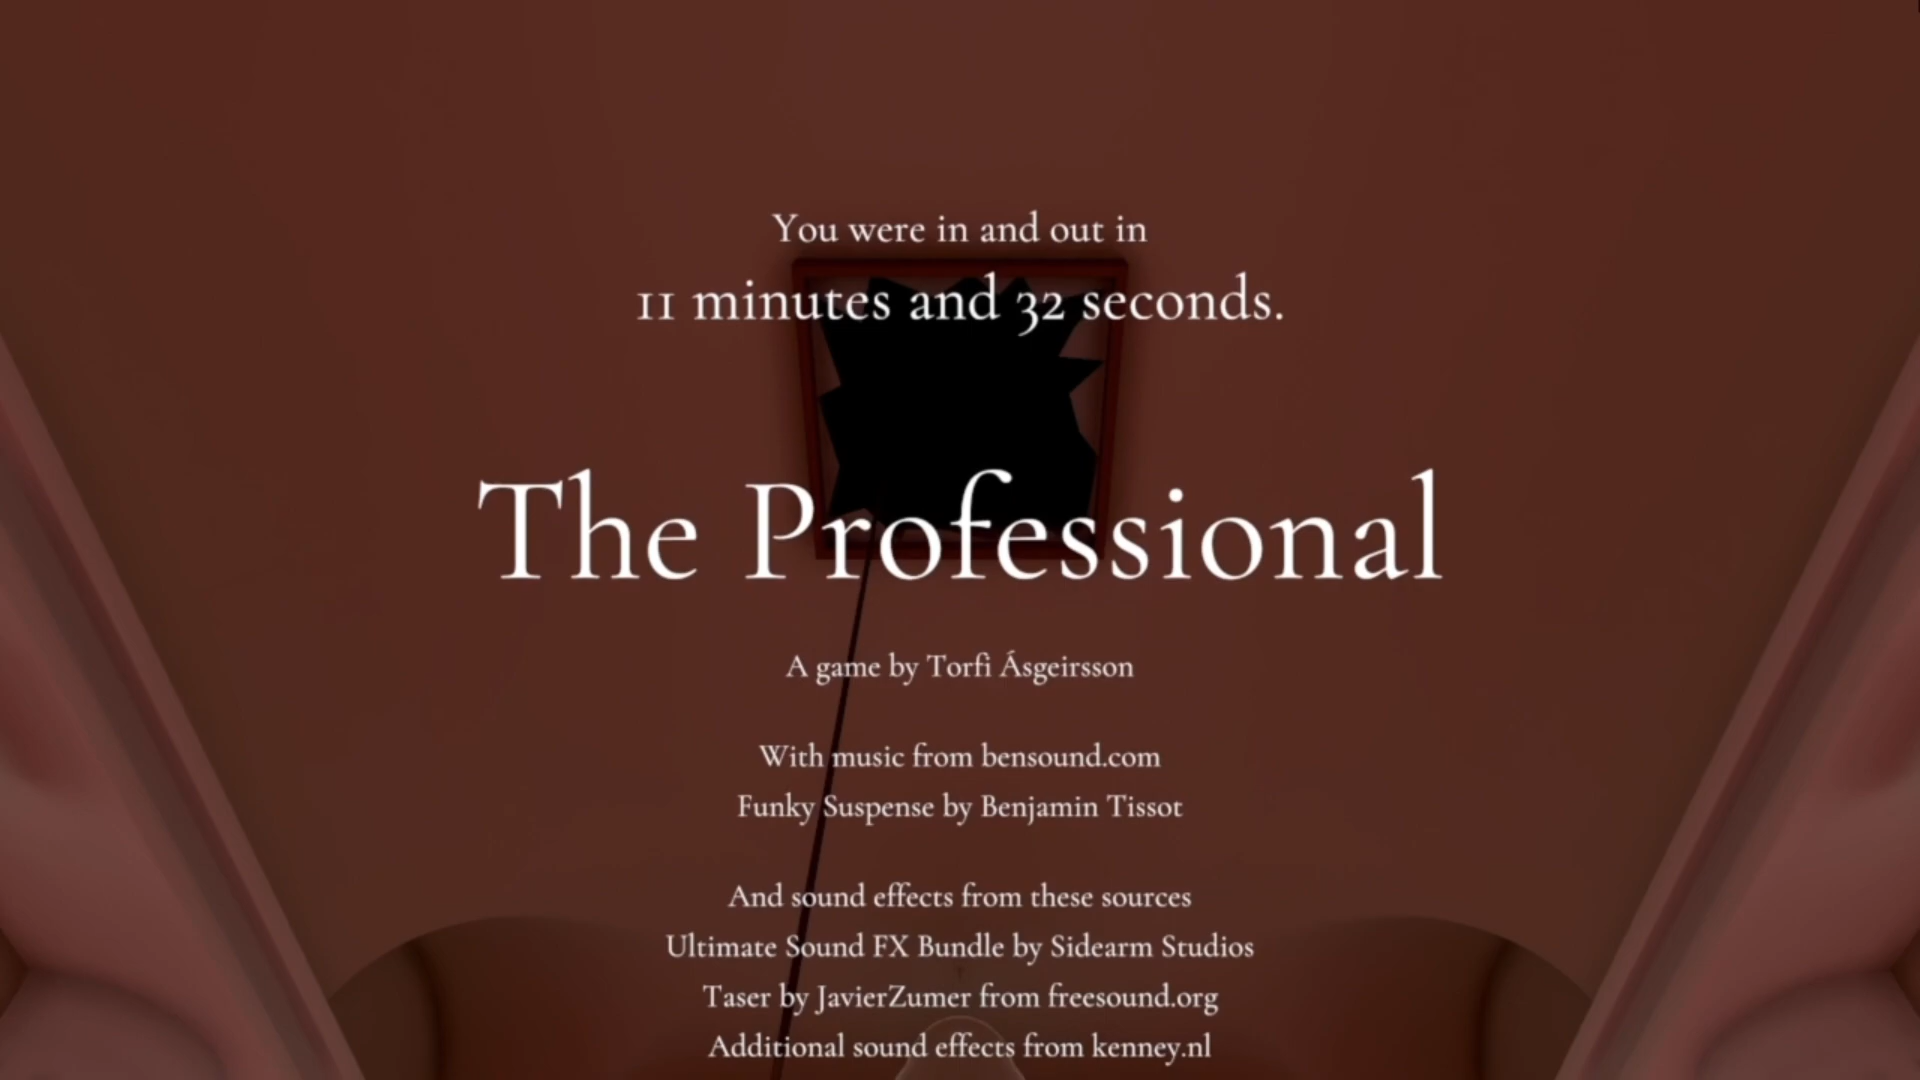 You were in and out in
11 minutes and 32 seconds.
The Professional
A game by Torfi Ásgeirsson
With music from bensound.com
Funky Suspense by Benjamin Tissot
And sound effects from these sources
Ultimate Sound FX Bundle by Sidearm Studios
Taser by JavierZumer from freesound.org
Additional sound effects from kenney.nl